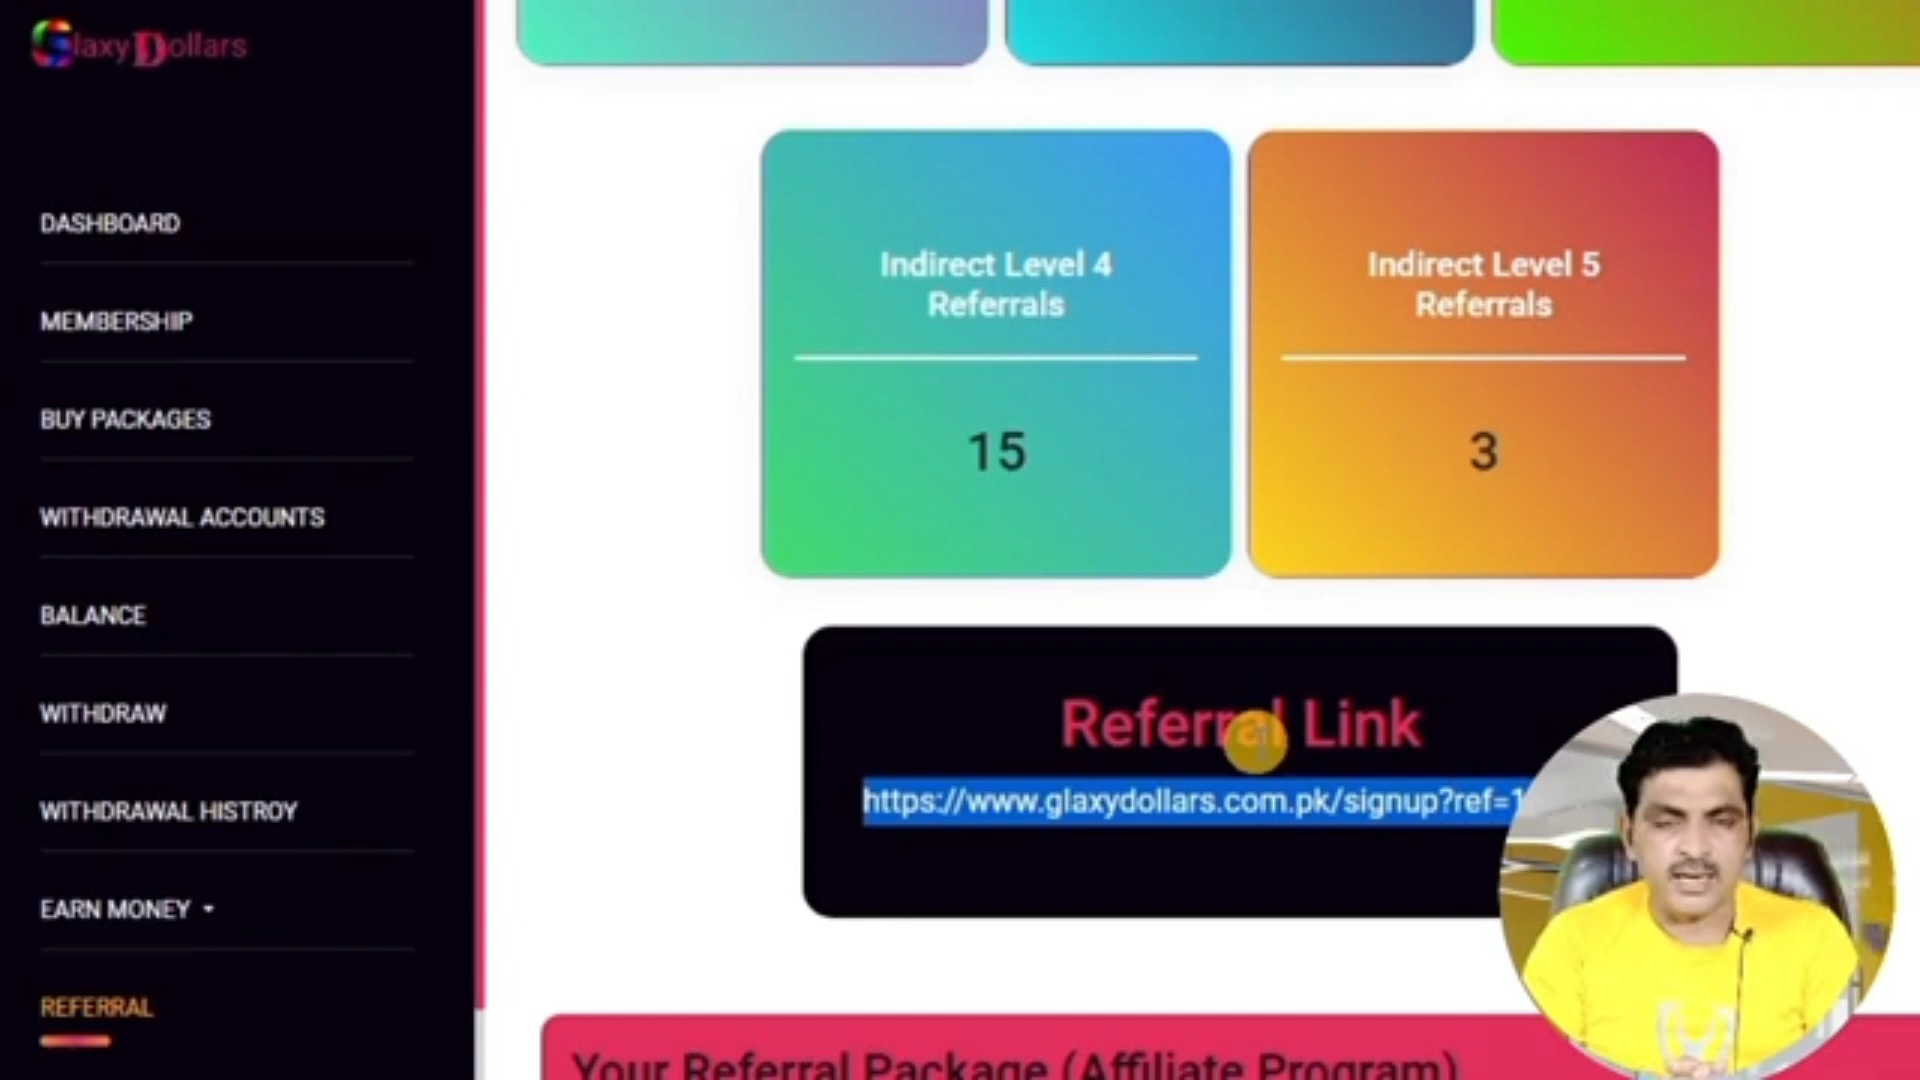 Glaxy Dollars
DASHBOARD
MEMBERSHIP
BUY PACKAGES
WITHDRAWAL ACCOUNTS
BALANCE
WITHDRAW
WITHDRAWAL HISTROY
EARN MONEY
REFERRAL
Indirect Level 4
Referrals
15
Indirect Level 5
Referrals
3
Referral Link
https://www.glaxydollars.com.pk/signup?ref=1
Your Referral Package (Affiliate Program)